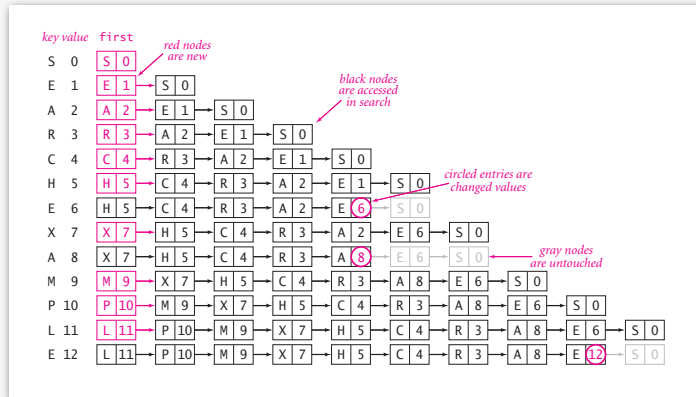 key value first
red nodes
are new
S 0 S 0
E 1 E 1 S 0
black nodes
are accessed
in search
A 2 A 2 E 1 S 0
R 3 R 3 A 2 E 1 S 0
C 4 C 4 R 3 A 2 E 1 S 0
H 5 H 5 C 4 R 3 A 2 E 1 S 0
circled entries are
changed values
E 6 H 5 C 4 R 3 A 2 E 6 S 0
X 7 X 7 H 5 C 4 R 3 A 2 E 6 S 0
A 8 X 7 H 5 C 4 R 3 A 8 E 6 S 0
gray nodes
are untouched
M 9 M 9 X 7 H 5 C 4 R 3 A 8 E 6 S 0
P 10 P 10 M 9 X 7 H 5 C 4 R 3 A 8 E 6 S 0
L 11 L 11 P 10 M 9 X 7 H 5 C 4 R 3 A 8 E 6 S 0
E 12 L 11 P 10 M 9 X 7 H 5 C 4 R 3 A 8 E 12 S 0